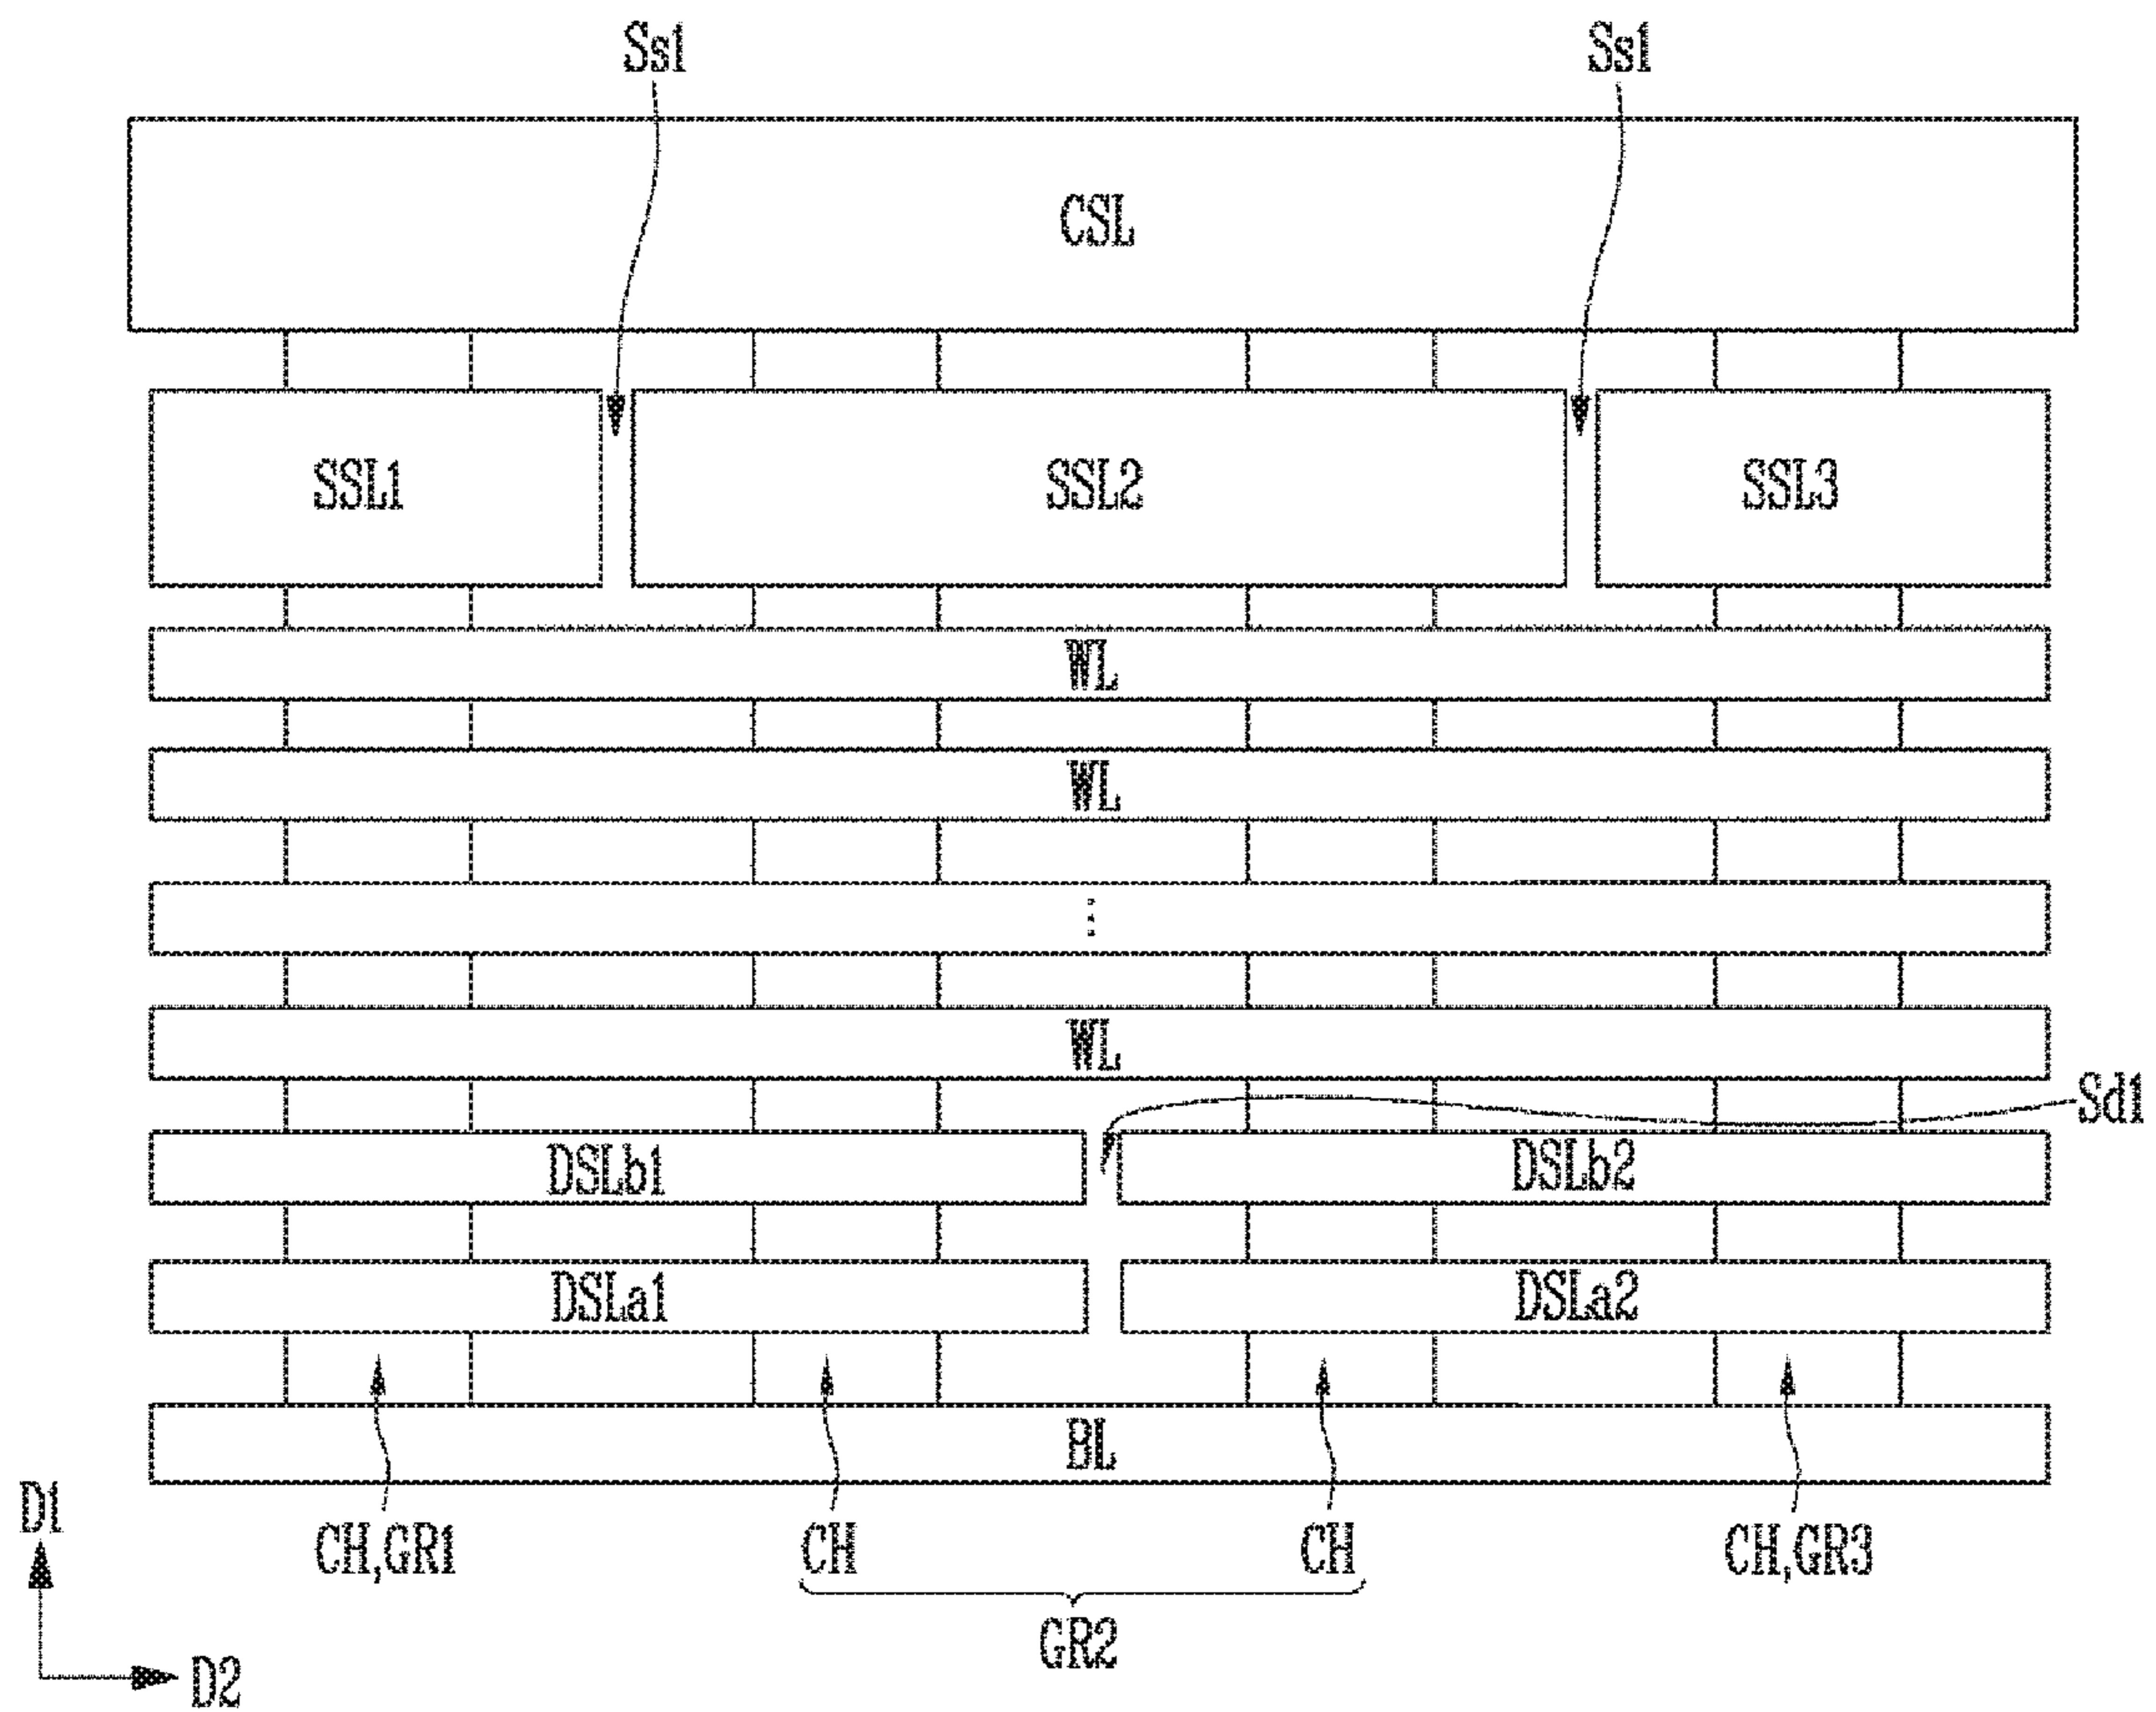 Ss1 Ss1
CSL
SSL1 SSL2 SSL3
WL
WL
⋮
WL
Sd1
DSLb1 DSLb2
DSLa1 DSLa2
BL
D1
CH,GR1 CH CH CH,GR3
GR2
D2